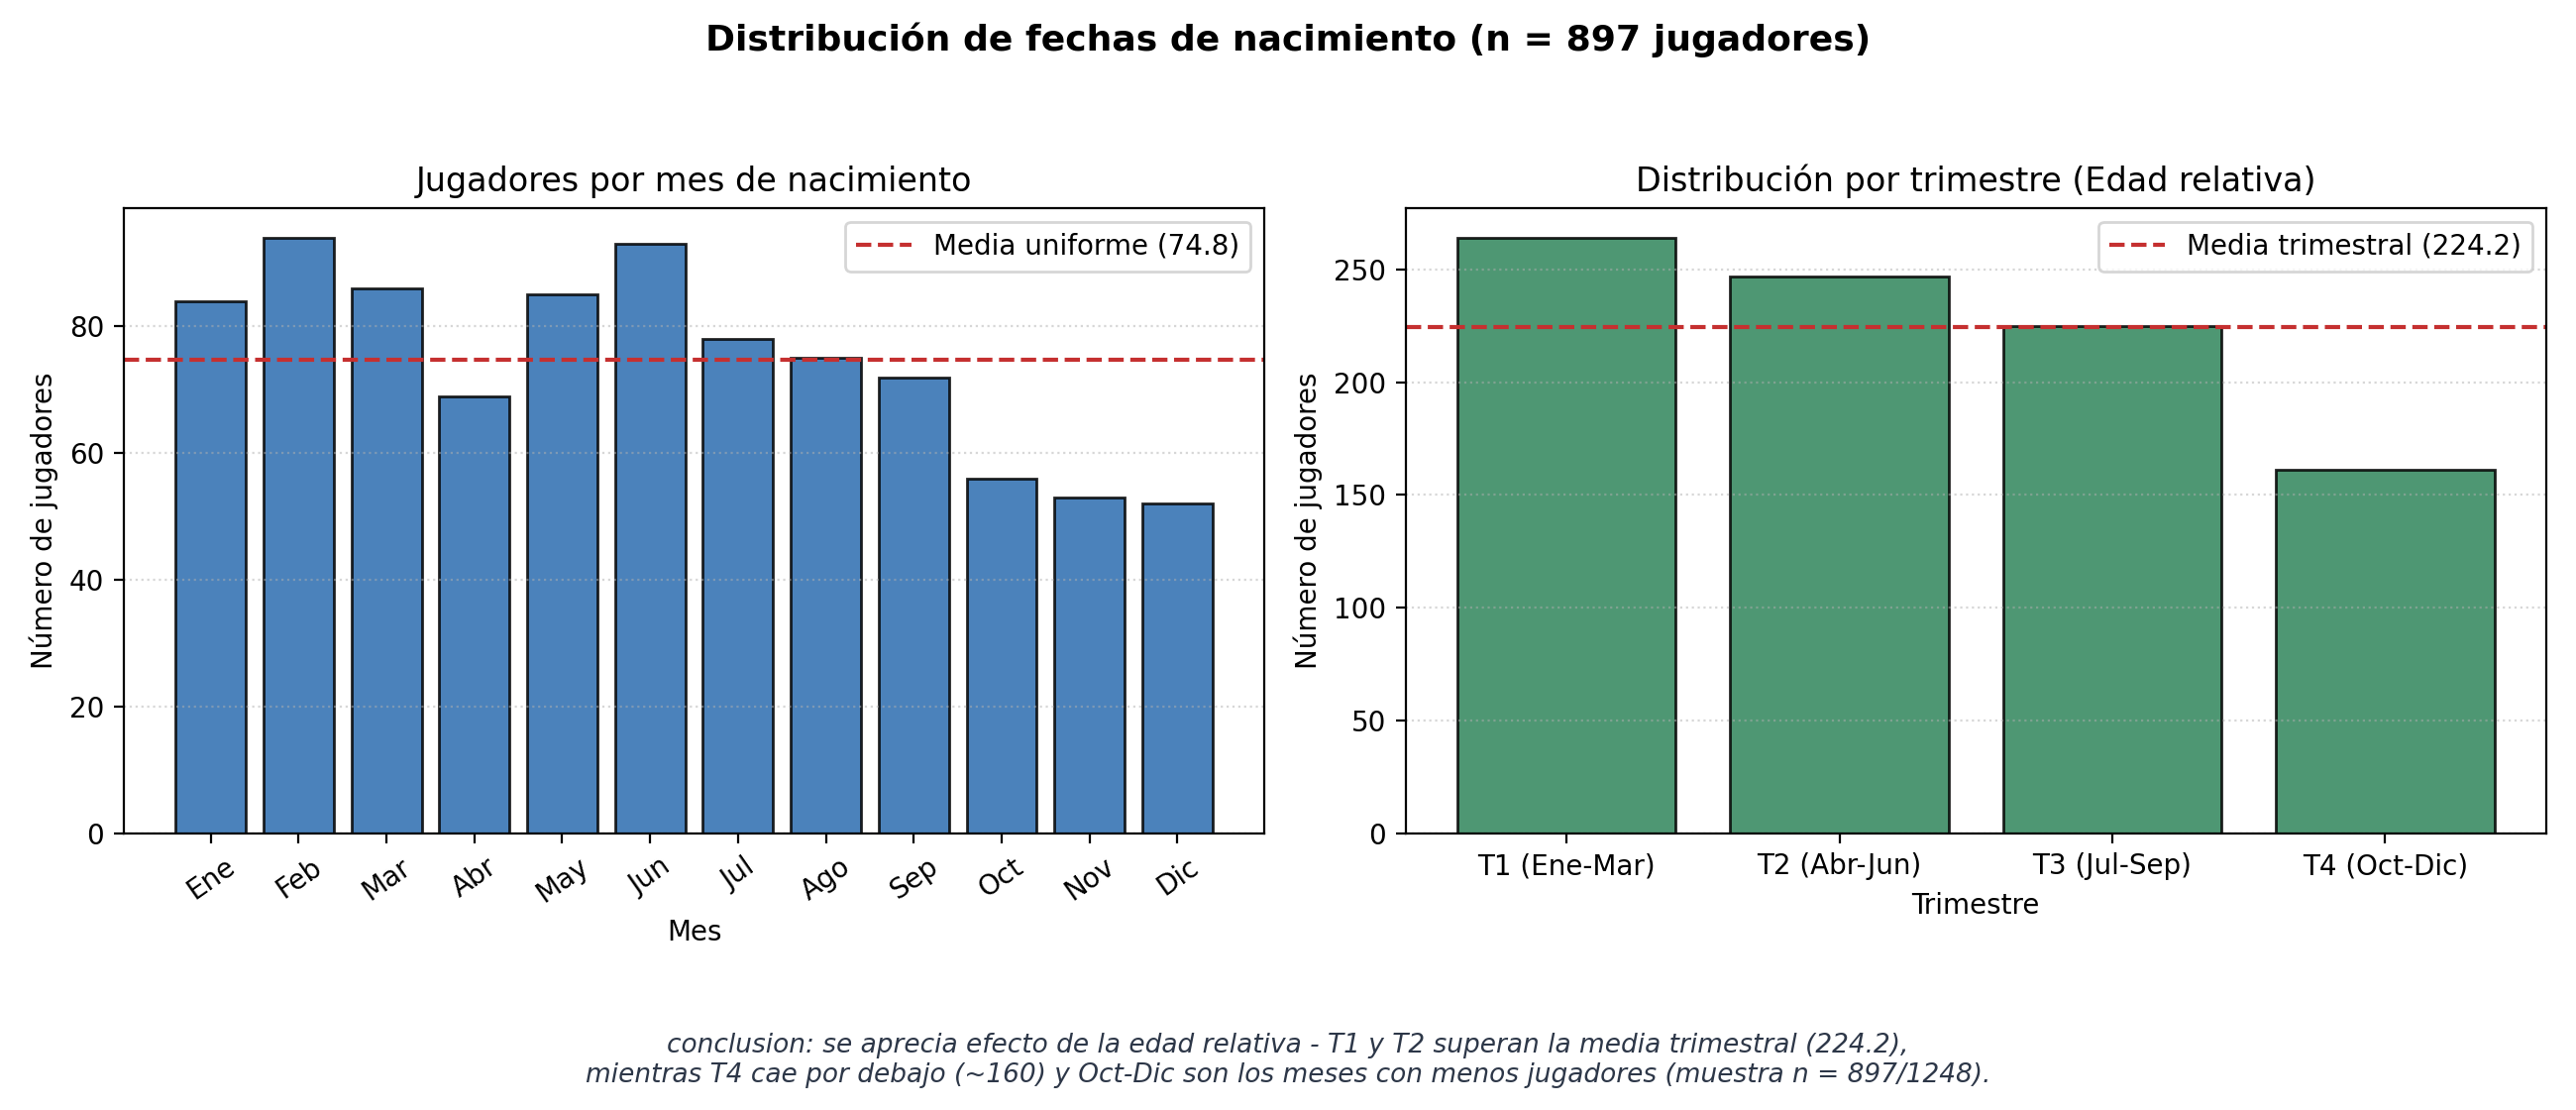 Distribución de fechas de nacimiento (n = 897 jugadores)
Jugadores por mes de nacimiento
Media uniforme (74.8)
Número de jugadores
80
60
40
20
0
Ene Feb Mar Abr May Jun Jul Ago Sep Oct Nov Dic
Mes
Distribución por trimestre (Edad relativa)
Media trimestral (224.2)
Número de jugadores
250
200
150
100
50
0
T1 (Ene-Mar) T2 (Abr-Jun) T3 (Jul-Sep) T4 (Oct-Dic)
Trimestre
conclusion: se aprecia efecto de la edad relativa - T1 y T2 superan la media trimestral (224.2),
mientras T4 cae por debajo (~160) y Oct-Dic son los meses con menos jugadores (muestra n = 897/1248).